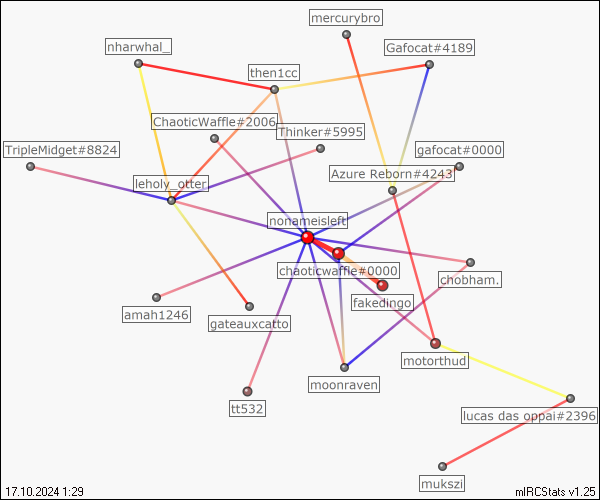 mercurybro
nharwhal_
Gafocat#4189
then1cc
ChaoticWaffle#2006
Thinker#5995
TripleMidget#8824
gafocat#0000
leholy_otter
Azure Reborn#4243
nonameisleft
chaoticwaffle#0000
chobham.
fakedingo
amah1246
gateauxcatto
motorthud
moonraven
tt532
lucas das oppai#2396
mukszi
17.10.2024 1:29
mIRCStats v1.25